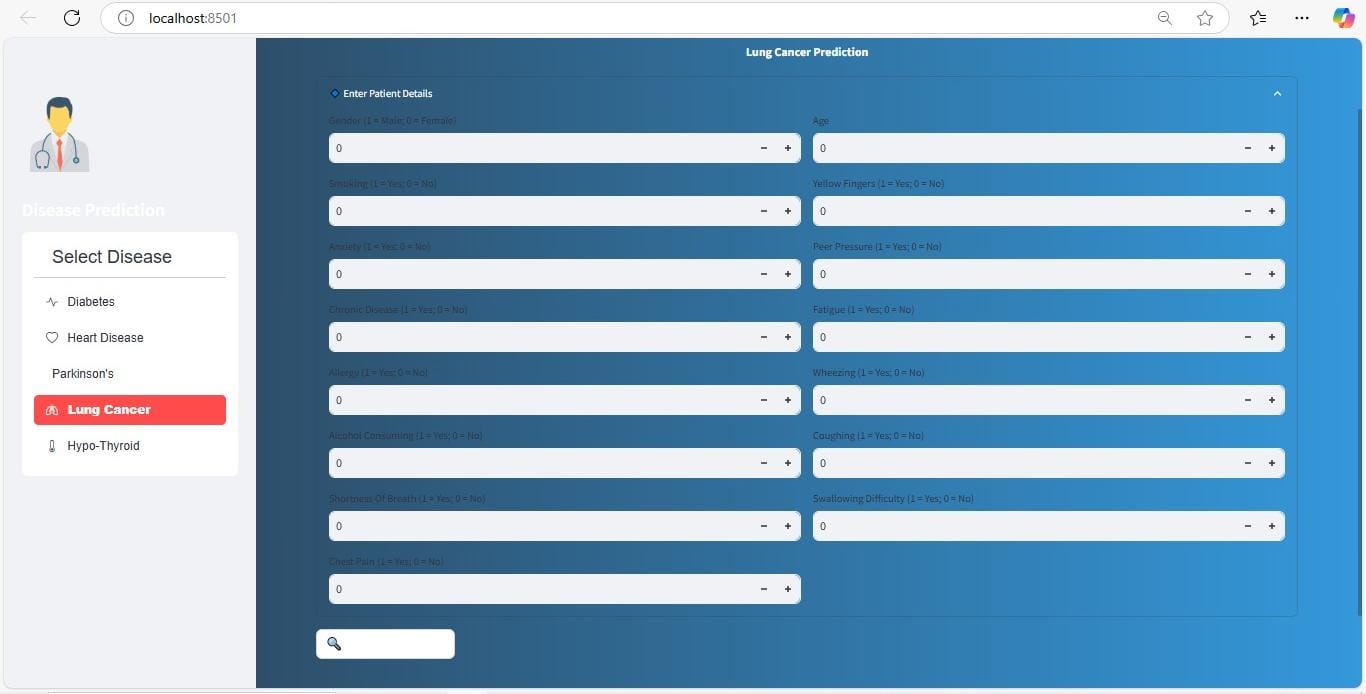 localhost:8501
Disease Prediction
Select Disease
Diabetes
Heart Disease
Parkinson's
Lung Cancer
Hypo-Thyroid
Lung Cancer Prediction
Enter Patient Details
Gender (1 = Male; 0 = Female)
0 − +
Age
0 − +
Smoking (1 = Yes; 0 = No)
0 − +
Yellow Fingers (1 = Yes; 0 = No)
0 − +
Anxiety (1 = Yes; 0 = No)
0 − +
Peer Pressure (1 = Yes; 0 = No)
0 − +
Chronic Disease (1 = Yes; 0 = No)
0 − +
Fatigue (1 = Yes; 0 = No)
0 − +
Allergy (1 = Yes; 0 = No)
0 − +
Wheezing (1 = Yes; 0 = No)
0 − +
Alcohol Consuming (1 = Yes; 0 = No)
0 − +
Coughing (1 = Yes; 0 = No)
0 − +
Shortness Of Breath (1 = Yes; 0 = No)
0 − +
Swallowing Difficulty (1 = Yes; 0 = No)
0 − +
Chest Pain (1 = Yes; 0 = No)
0 − +